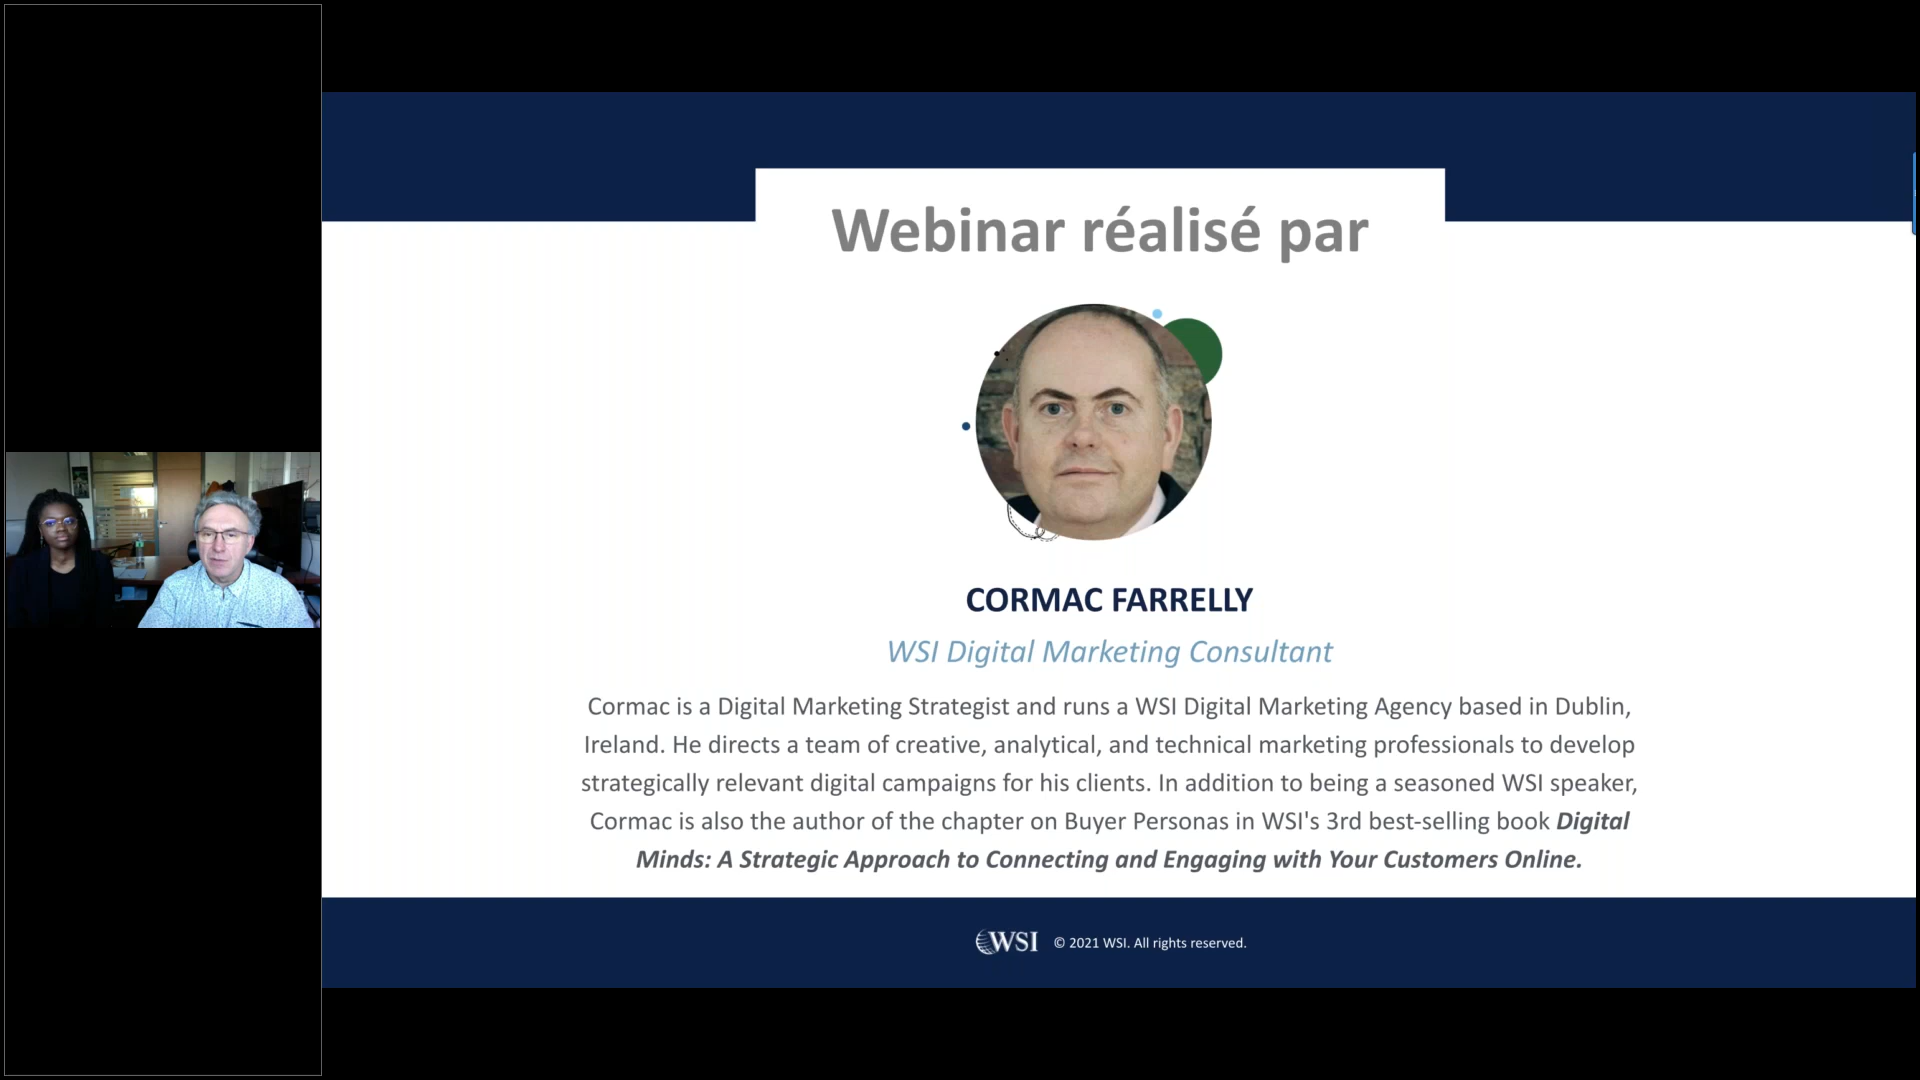 Webinar réalisé par
CORMAC FARRELLY
WSI Digital Marketing Consultant
Cormac is a Digital Marketing Strategist and runs a WSI Digital Marketing Agency based in Dublin,
Ireland. He directs a team of creative, analytical, and technical marketing professionals to develop
strategically relevant digital campaigns for his clients. In addition to being a seasoned WSI speaker,
Cormac is also the author of the chapter on Buyer Personas in WSI's 3rd best-selling book Digital
Minds: A Strategic Approach to Connecting and Engaging with Your Customers Online.
WSI © 2021 WSI. All rights reserved.